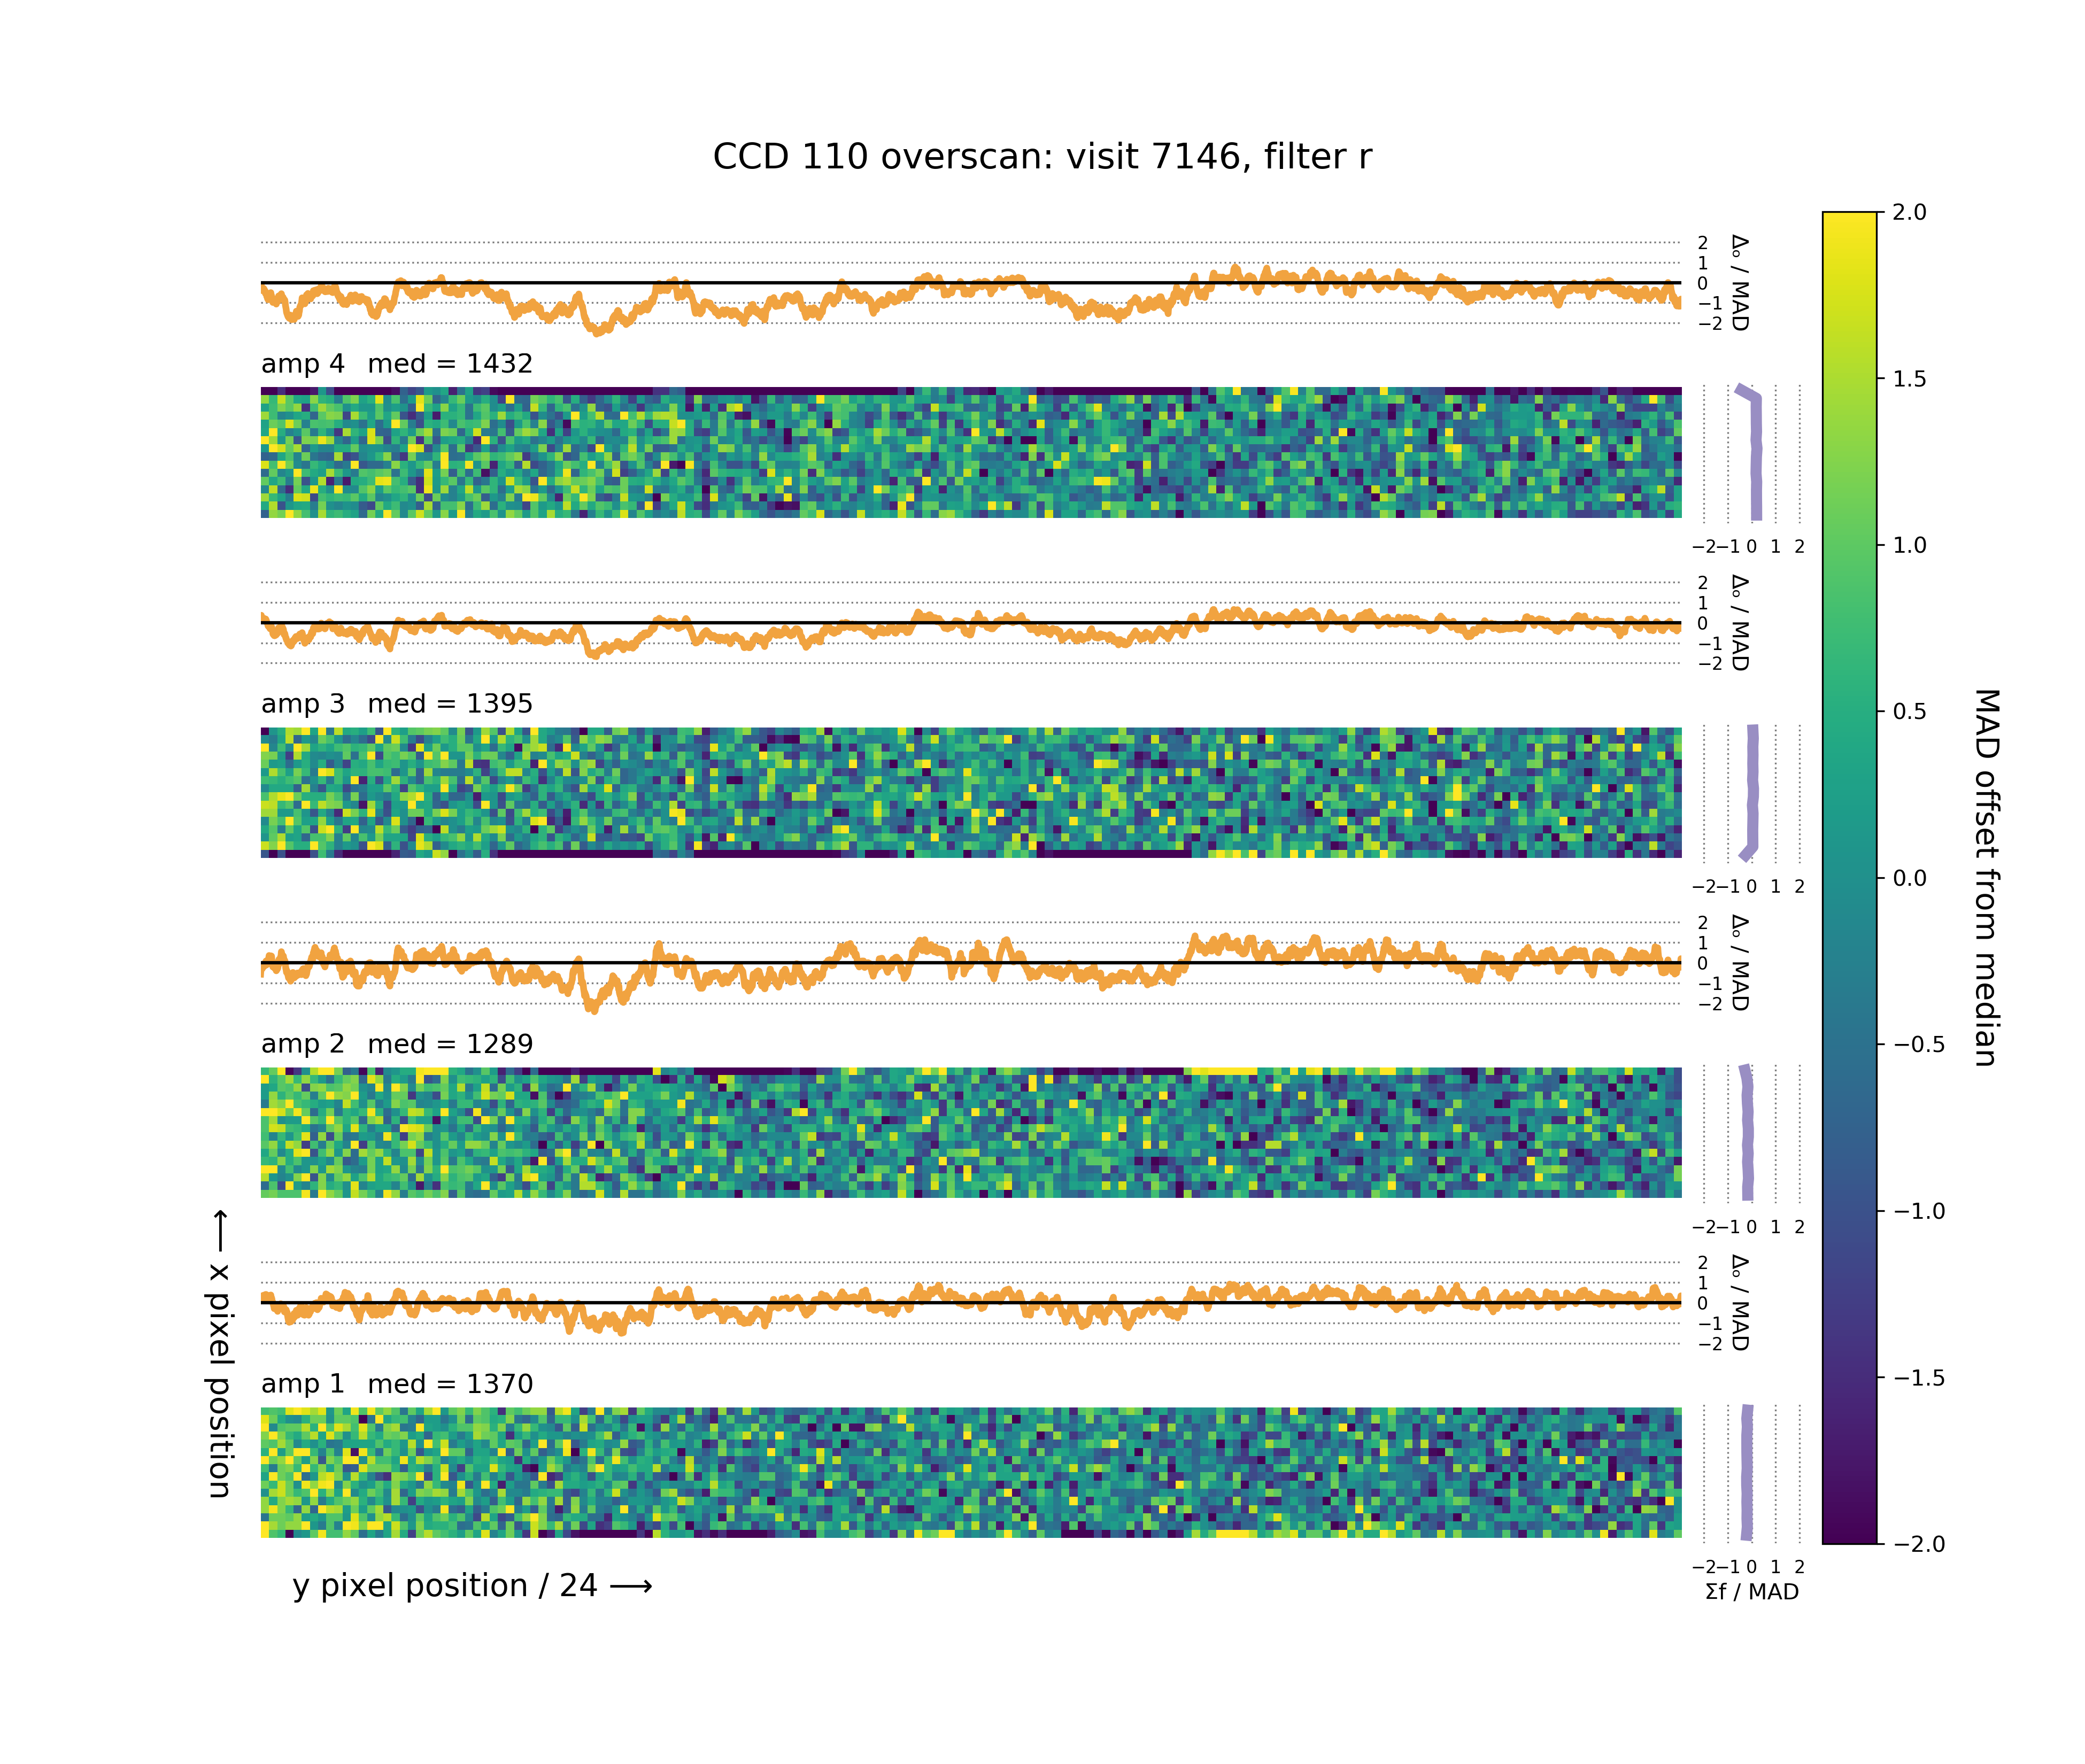 CCD 110 overscan: visit 7146, filter r
2
1
0
−1
−2
Δₒ / MAD
amp 4 med = 1432
−2 −1 0 1 2
2
1
0
−1
−2
Δₒ / MAD
amp 3 med = 1395
−2 −1 0 1 2
2
1
0
−1
−2
Δₒ / MAD
amp 2 med = 1289
−2 −1 0 1 2
2
1
0
−1
−2
Δₒ / MAD
amp 1 med = 1370
−2 −1 0 1 2
Σf / MAD
y pixel position / 24 ⟶
⟵ x pixel position
2.0
1.5
1.0
0.5
0.0
−0.5
−1.0
−1.5
−2.0
MAD offset from median